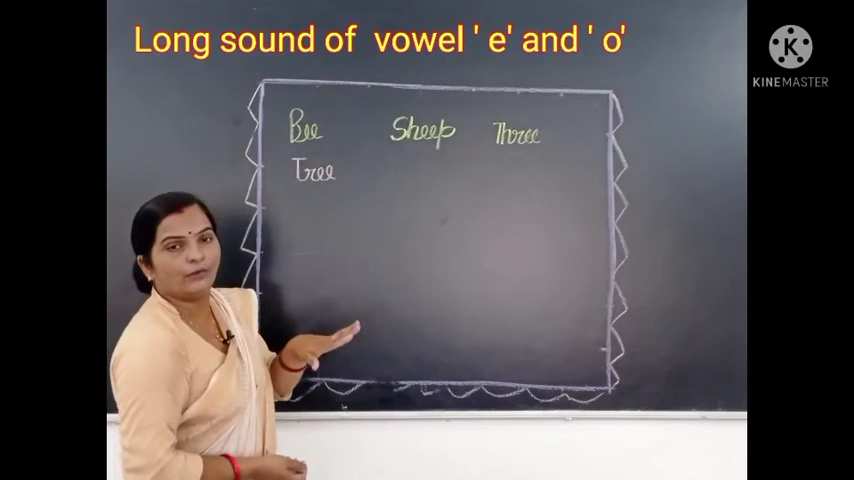 Long sound of vowel ' e' and ' o'
K
KINEMASTER
Bee Sheep Three
Tree